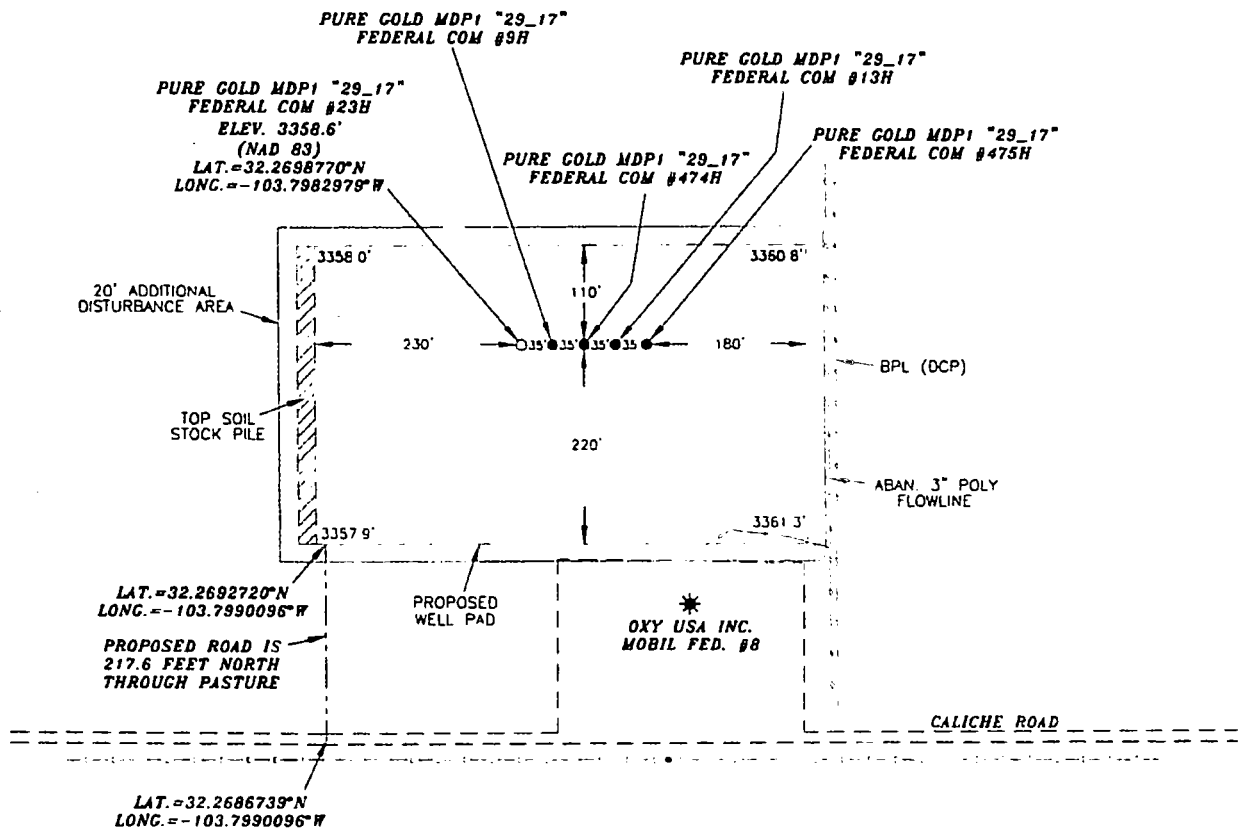 PURE GOLD MDP1 "29_17"
FEDERAL COM #9H
PURE GOLD MDP1 "29_17"
FEDERAL COM #13H
PURE GOLD MDP1 "29_17"
FEDERAL COM #23H
ELEV. 3358.6'
(NAD 83)
LAT.=32.2698770°N
LONG.=-103.7982979°W
PURE GOLD MDP1 "29_17"
FEDERAL COM #474H
PURE GOLD MDP1 "29_17"
FEDERAL COM #475H
3358.0'
3360.8'
20' ADDITIONAL
DISTURBANCE AREA
110'
230'
35'
35'
35'
35
180'
BPL (DCP)
TOP SOIL
STOCK PILE
220'
ABAN. 3" POLY
FLOWLINE
3357.9'
3361.3'
LAT.=32.2692720°N
LONG.=-103.7990096°W
PROPOSED
WELL PAD
OXY USA INC.
MOBIL FED. #8
PROPOSED ROAD IS
217.6 FEET NORTH
THROUGH PASTURE
CALICHE ROAD
LAT.=32.2686739°N
LONG.=-103.7990096°W